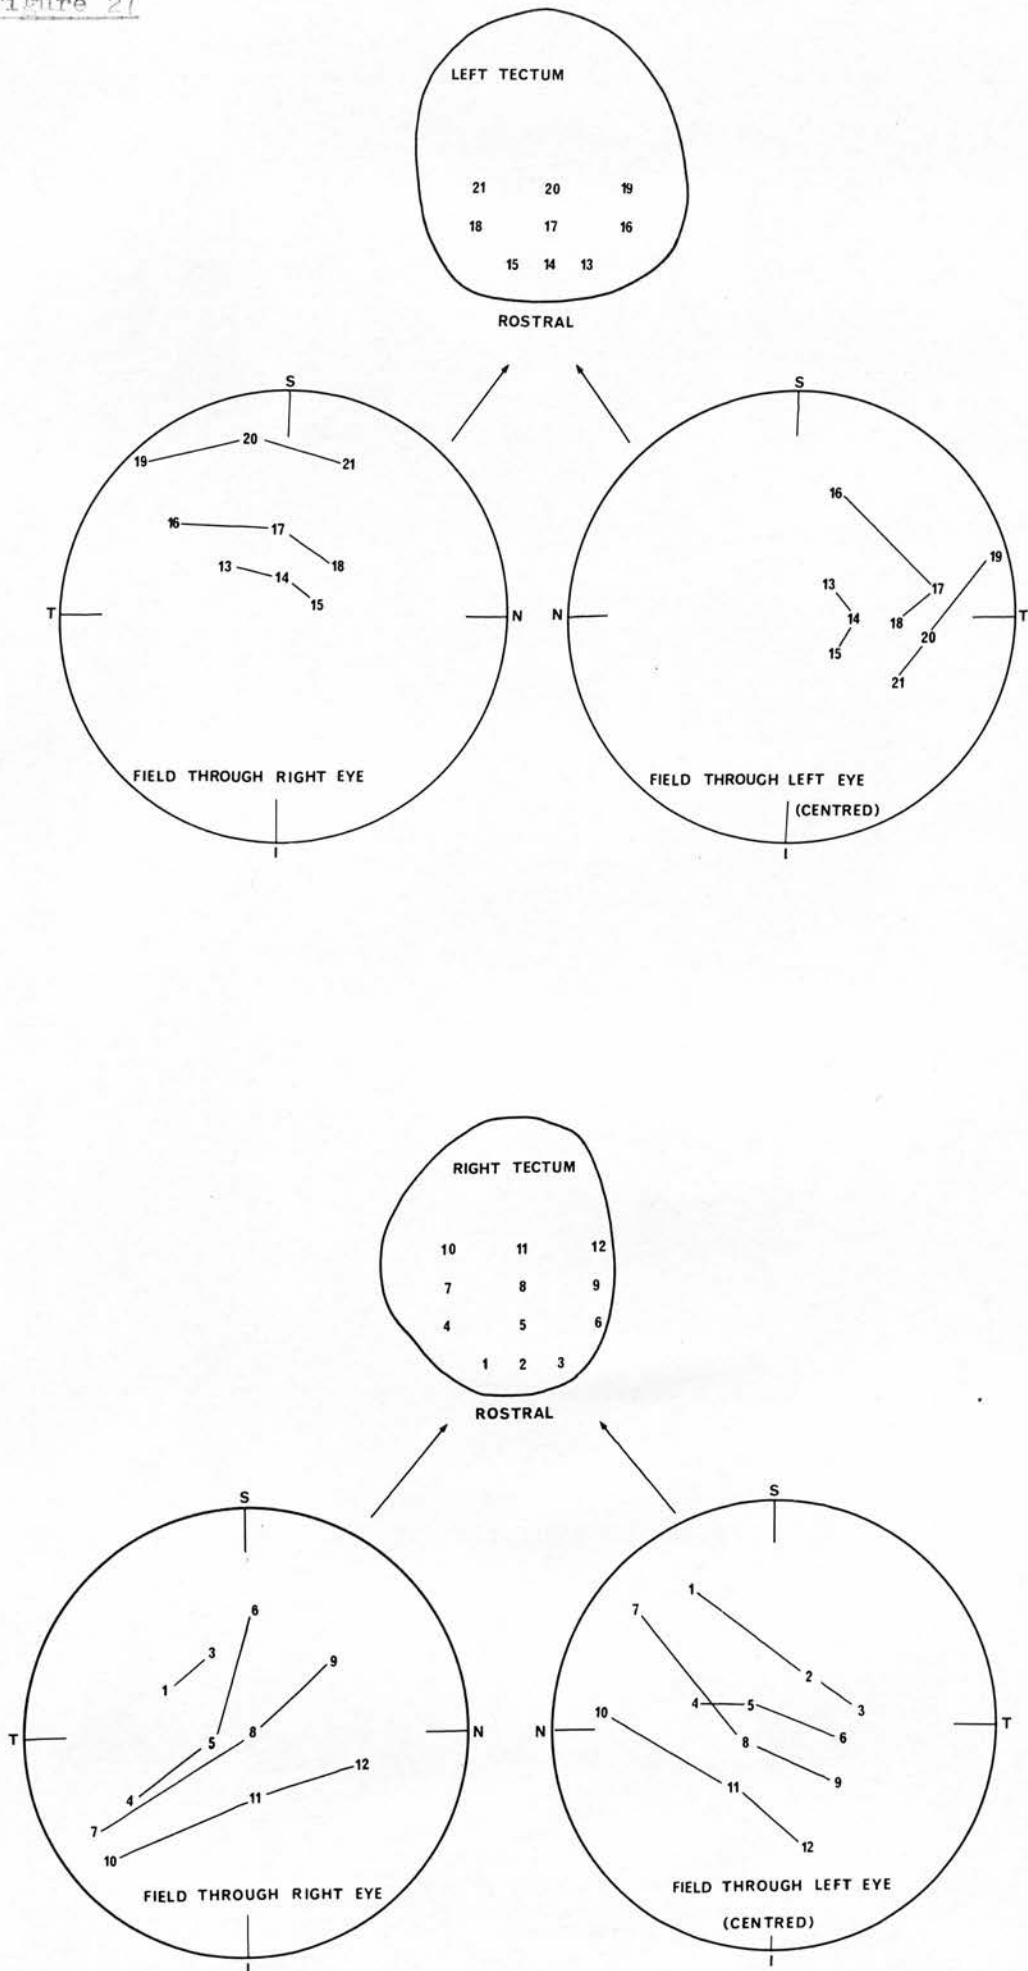 Figure 27
LEFT TECTUM
21 20 19
18 17 16
15 14 13
ROSTRAL
S
20
19
21
16
17
18
13
14
15
T
N
FIELD THROUGH RIGHT EYE
I
S
16
19
13
17
14
18
20
15
21
N
T
FIELD THROUGH LEFT EYE
(CENTRED)
I
RIGHT TECTUM
10 11 12
7 8 9
4 5 6
1 2 3
ROSTRAL
S
6
3
9
1
T
5
8
N
12
4
11
7
10
FIELD THROUGH RIGHT EYE
I
S
1
7
2
4
5
3
10
N
T
6
8
9
11
12
FIELD THROUGH LEFT EYE
(CENTRED)
I